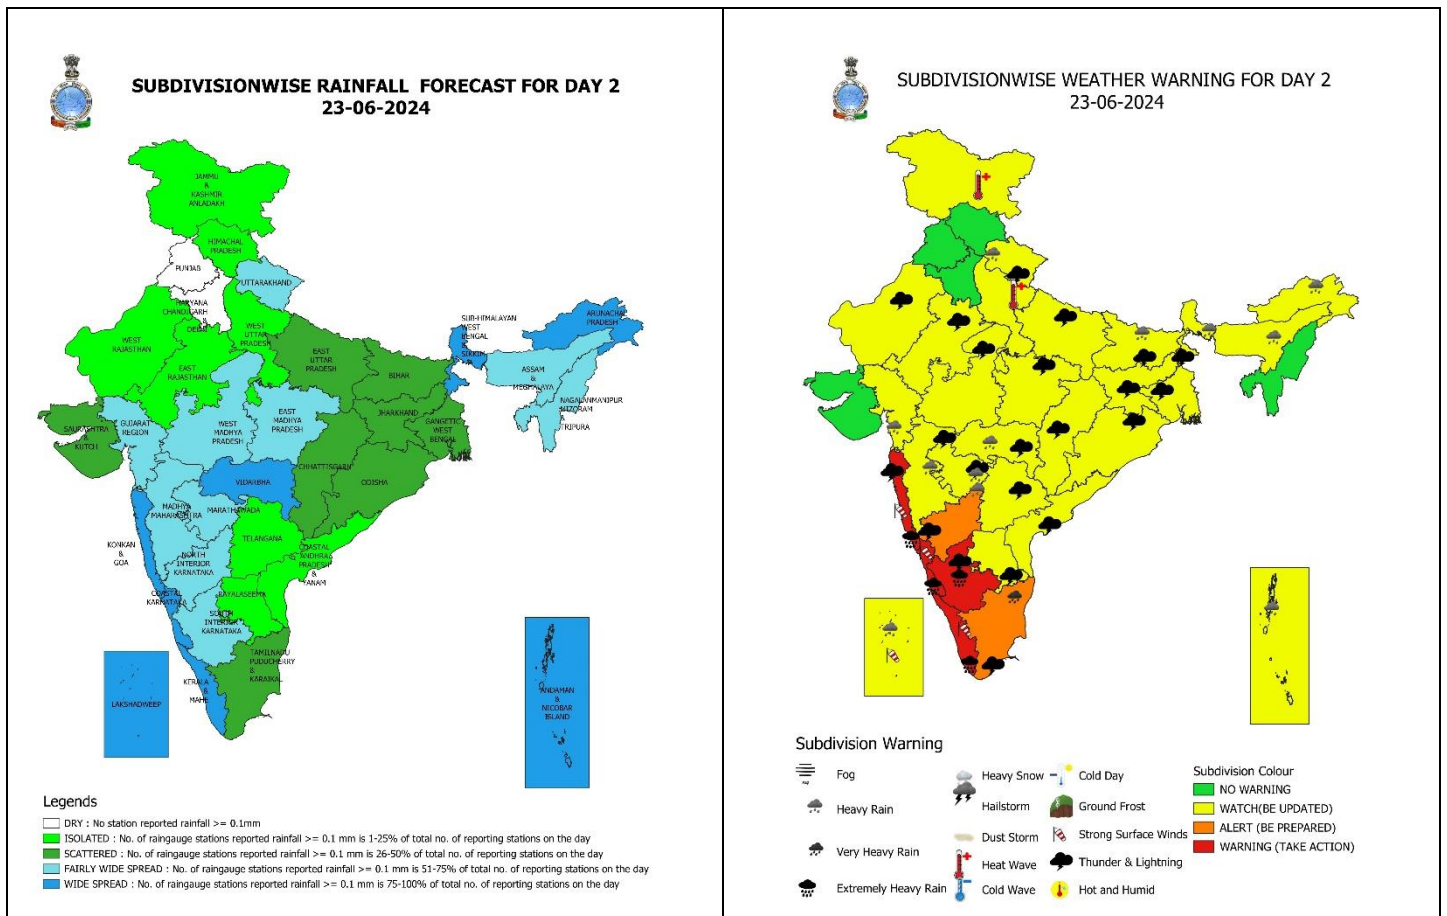 SUBDIVISIONWISE RAINFALL FORECAST FOR DAY 2
23-06-2024
JAMMU
&
KASHMIR
ANLADAKH
HIMACHAL
PRADESH
PUNJAB
UTTARAKHAND
HARYANA
CHANDIGARH
&
DELHI
WEST
UTTAR
PRADESH
WEST
RAJASTHAN
EAST
RAJASTHAN
EAST
UTTAR
PRADESH
BIHAR
SUB-HIMALAYAN
WEST
BENGAL
&
SIKKIM
ARUNACHAL
PRADESH
ASSAM
&
MEGHALAYA
NAGALANMANIPUR
MIZORAM
&
TRIPURA
SAURASHTRA
&
KUTCH
GUJARAT
REGION
WEST
MADHYA
PRADESH
EAST
MADHYA
PRADESH
JHARKHAND
GANGETIC
WEST
BENGAL
CHHATTISGARH
ODISHA
VIDARBHA
MADHYA
MAHARASHTRA
MARATHAWADA
TELANGANA
KONKAN
&
GOA
NORTH
INTERIOR
KARNATAKA
COASTAL
ANDHRA
PRADESH
&
YANAM
COASTAL
KARNATAKA
RAYALASEEMA
SOUTH
INTERIOR
KARNATAKA
TAMILNADU
PUDUCHERRY
&
KARAIKAL
KERALA
&
MAHE
LAKSHADWEEP
ANDAMAN
&
NICOBAR
ISLAND
Legends
DRY : No station reported rainfall >= 0.1mm
ISOLATED : No. of raingauge stations reported rainfall >= 0.1 mm is 1-25% of total no. of reporting stations on the day
SCATTERED : No. of raingauge stations reported rainfall >= 0.1 mm is 26-50% of total no. of reporting stations on the day
FAIRLY WIDE SPREAD : No. of raingauge stations reported rainfall >= 0.1 mm is 51-75% of total no. of reporting stations on the day
WIDE SPREAD : No. of raingauge stations reported rainfall >= 0.1 mm is 75-100% of total no. of reporting stations on the day
SUBDIVISIONWISE WEATHER WARNING FOR DAY 2
23-06-2024
Subdivision Warning
Fog
Heavy Rain
Very Heavy Rain
Extremely Heavy Rain
Heavy Snow
Hailstorm
Dust Storm
Heat Wave
Cold Wave
Cold Day
Ground Frost
Strong Surface Winds
Thunder & Lightning
Hot and Humid
Subdivision Colour
NO WARNING
WATCH(BE UPDATED)
ALERT (BE PREPARED)
WARNING (TAKE ACTION)